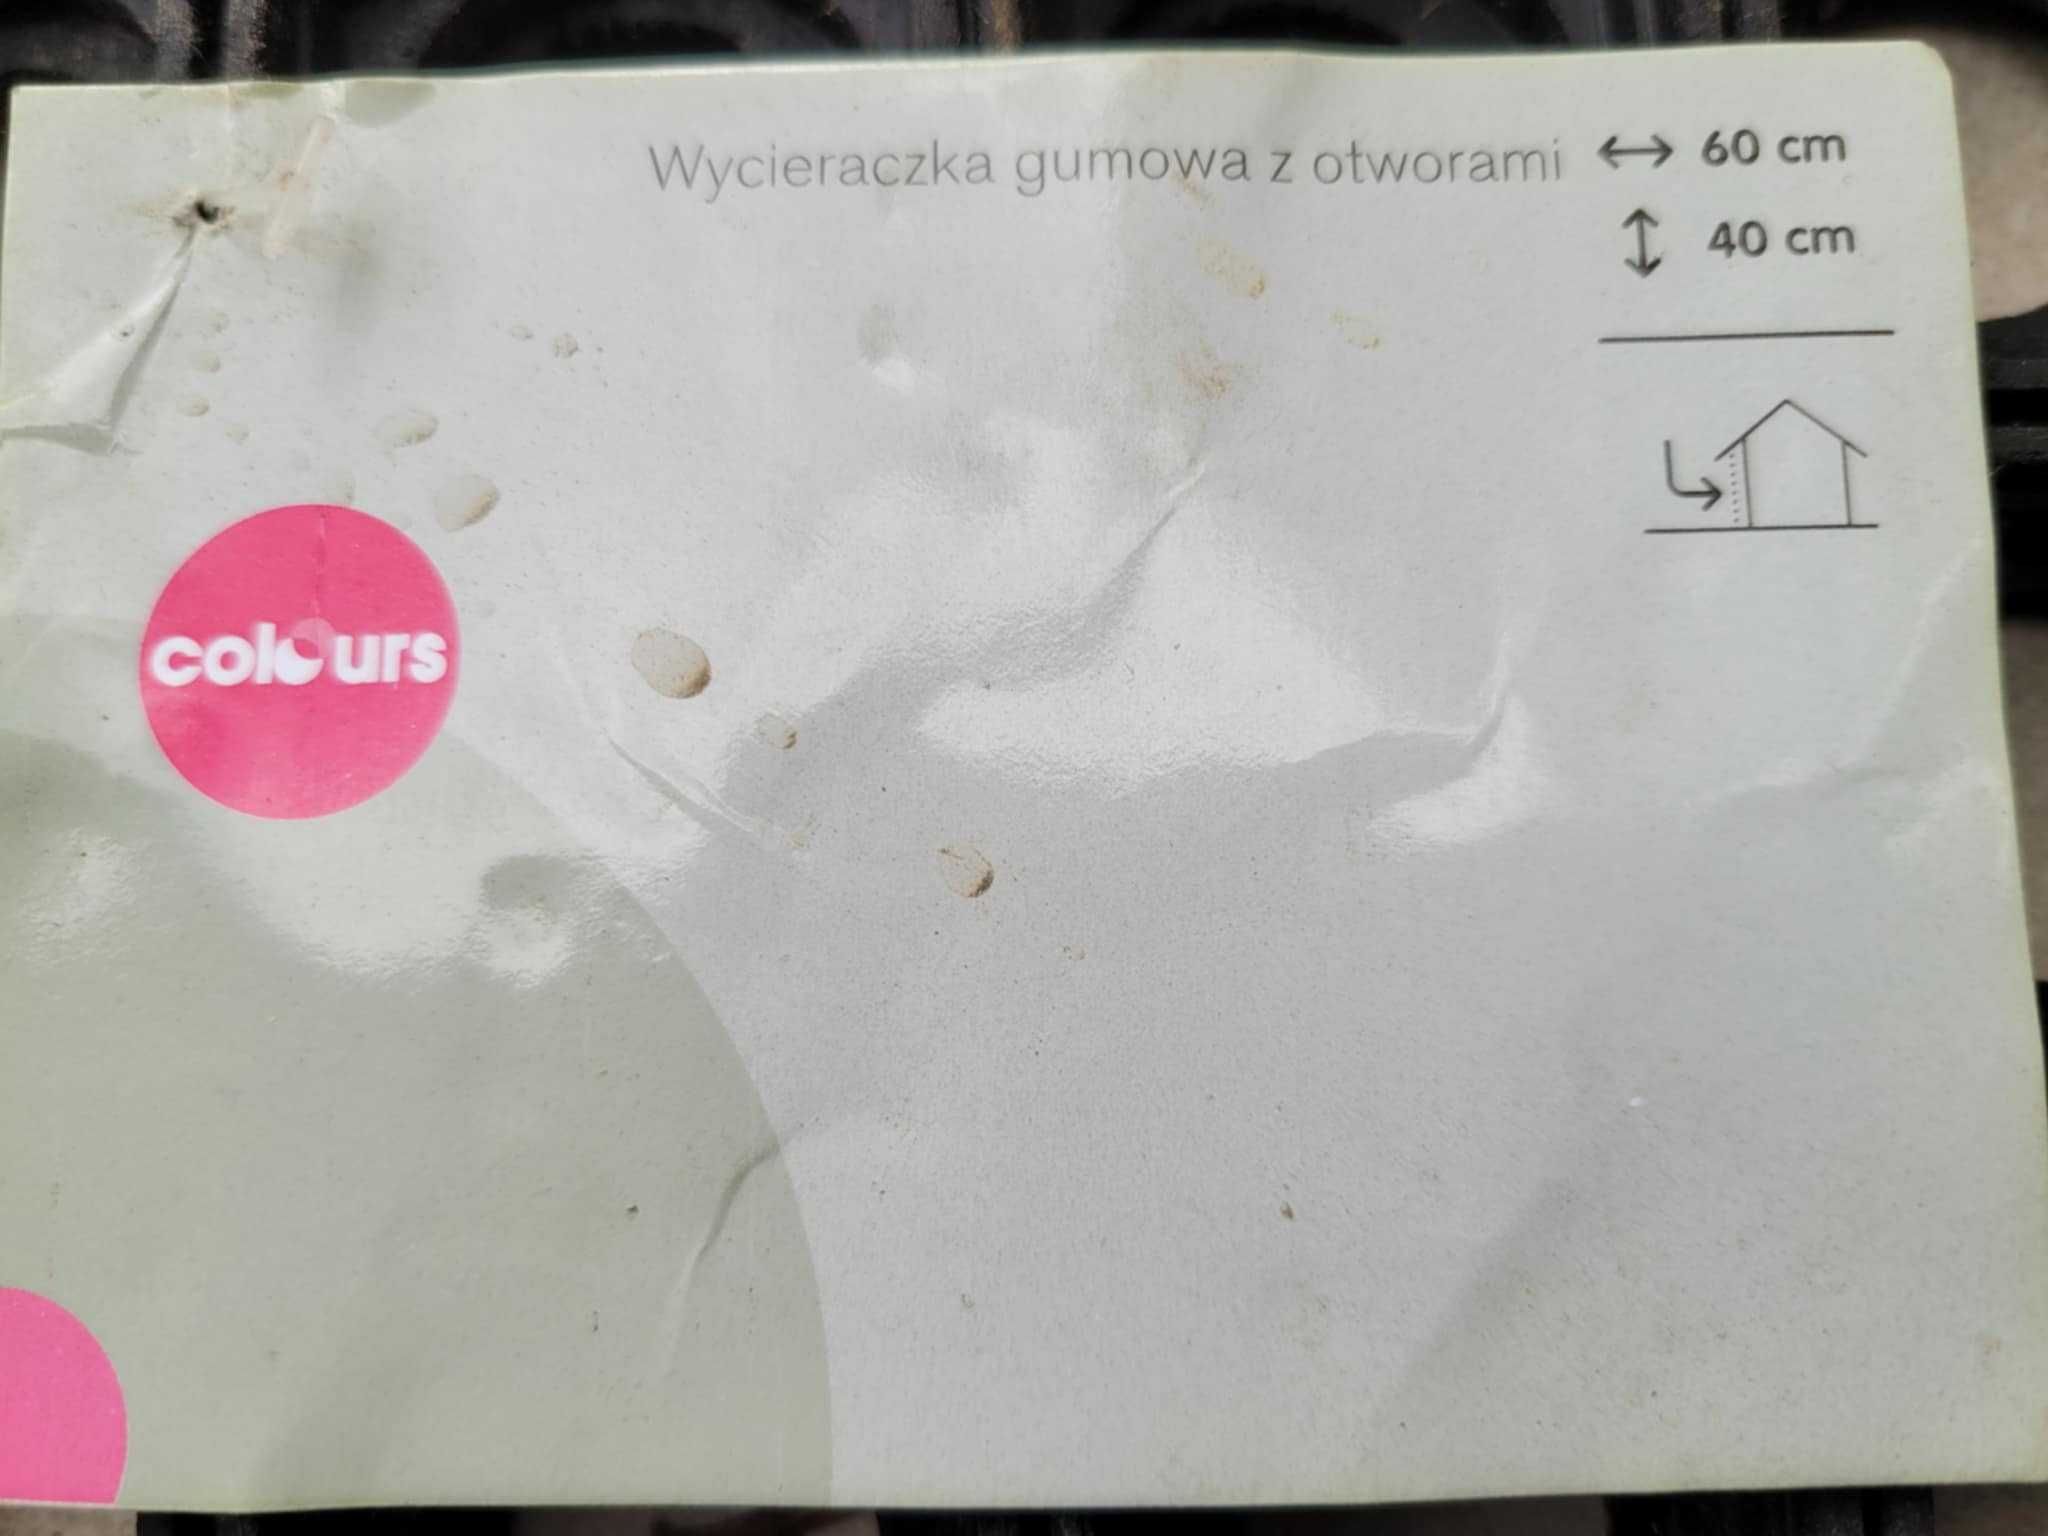 Wycieraczka gumowa z otworami ↔ 60 cm
↕ 40 cm
colours